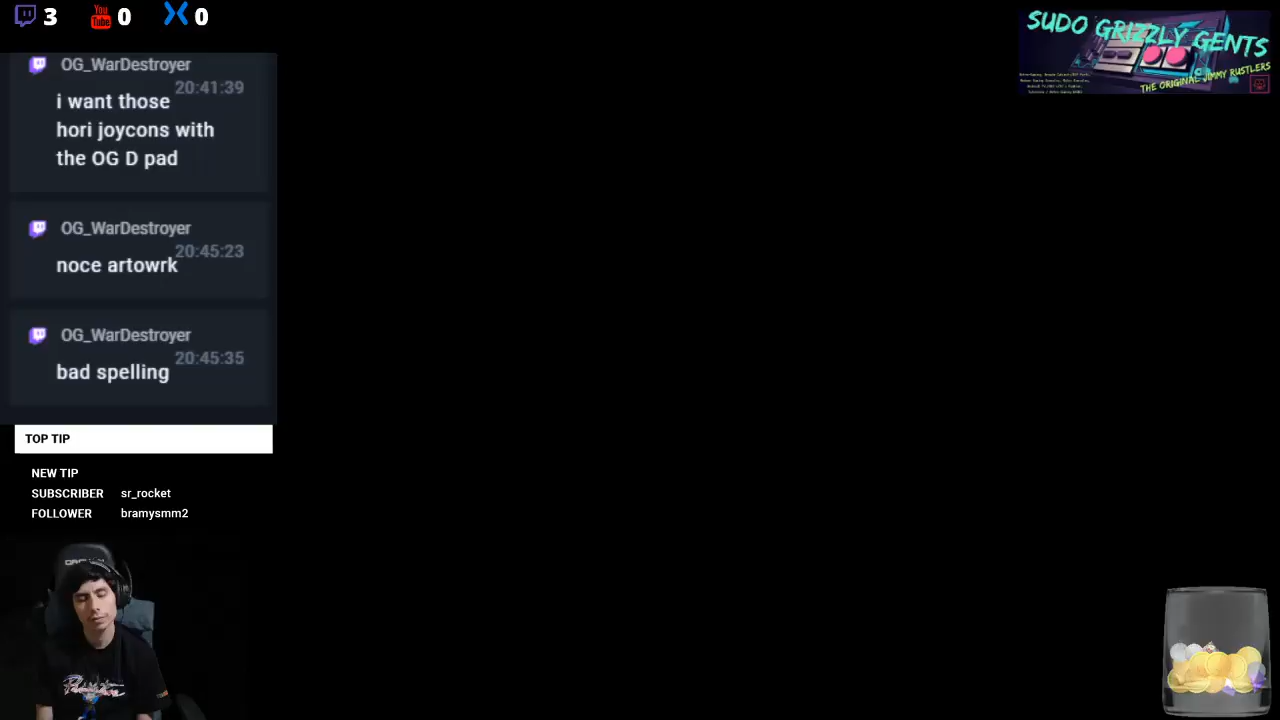 3
0
0
SUDO GRIZZLY GENTS
THE ORIGINAL JIMMY RUSTLERS
OG_WarDestroyer
20:41:39
i want those
hori joycons with
the OG D pad
OG_WarDestroyer
20:45:23
noce artowrk
OG_WarDestroyer
20:45:35
bad spelling
TOP TIP
NEW TIP
SUBSCRIBER sr_rocket
FOLLOWER bramysmm2